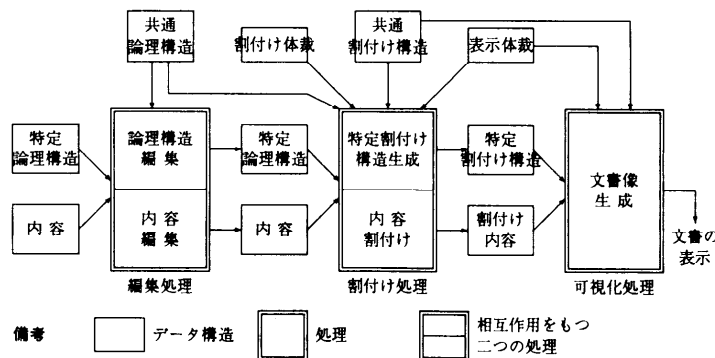 共通
論理構造
割付け体裁
共通
割付け構造
表示体裁
特定
論理構造
内容
論理構造
編集
内容
編集
編集処理
特定
論理構造
内容
特定割付け
構造生成
内容
割付け
割付け処理
特定
割付け構造
割付け
内容
文書像
生成
可視化処理
文書の
表示
備考
データ構造
処理
相互作用をもつ
二つの処理